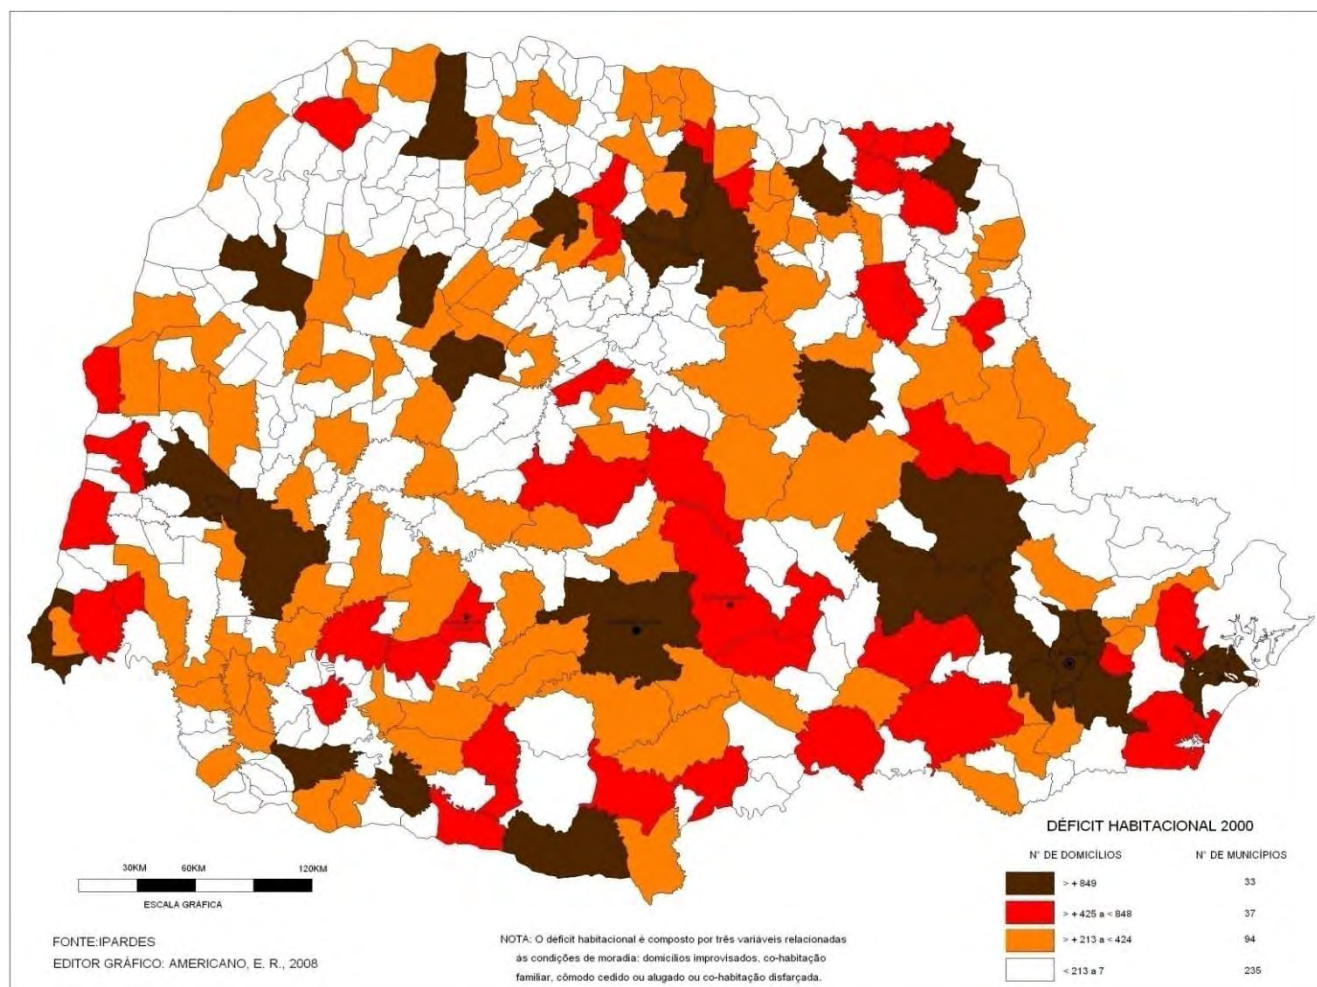 DÉFICIT HABITACIONAL 2000
N° DE DOMICÍLIOS N° DE MUNICÍPIOS
> + 849 33
> + 425 a < 848 37
> + 213 a < 424 94
< 213 a 7 235
30KM 60KM 120KM
ESCALA GRÁFICA
FONTE:IPARDES
EDITOR GRÁFICO: AMERICANO, E. R., 2008
NOTA: O déficit habitacional é composto por três variáveis relacionadas
às condições de moradia: domicílios improvisados, co-habitação
familiar, cômodo cedido ou alugado ou co-habitação disfarçada.